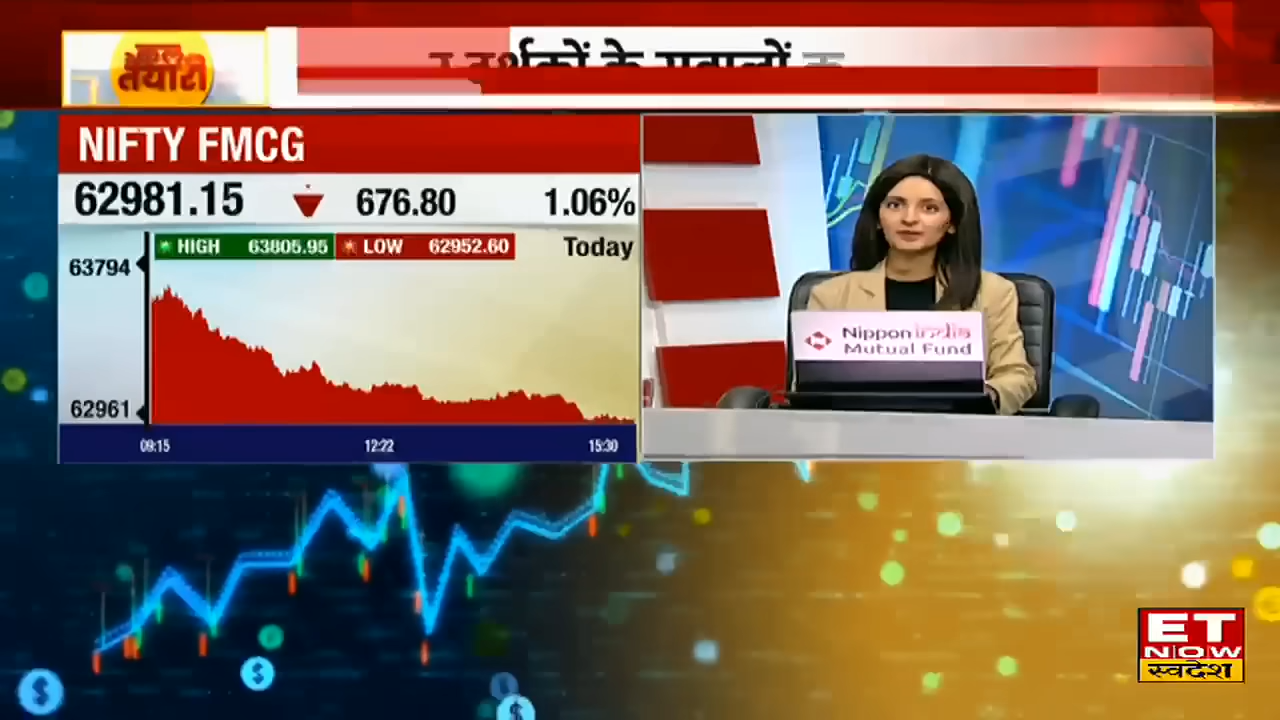 तैयारी
NIFTY FMCG
62981.15 676.80 1.06%
HIGH 63805.95 LOW 62952.60 Today
63794
62961
09:15 12:22 15:30
Nippon india
Mutual Fund
ET
NOW
स्वदेश